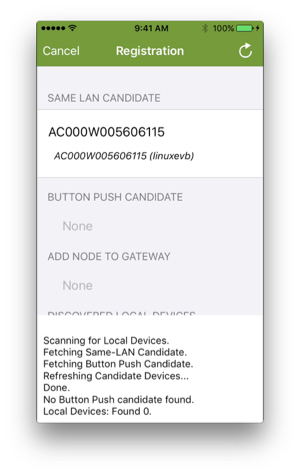 9:41 AM 100%
Cancel Registration
SAME LAN CANDIDATE
AC000W005606115
AC000W005606115 (linuxevb)
BUTTON PUSH CANDIDATE
None
ADD NODE TO GATEWAY
None
DISCOVERED LOCAL DEVICES
Scanning for Local Devices.
Fetching Same-LAN Candidate.
Fetching Button Push Candidate.
Refreshing Candidate Devices...
Done.
No Button Push candidate found.
Local Devices: Found 0.